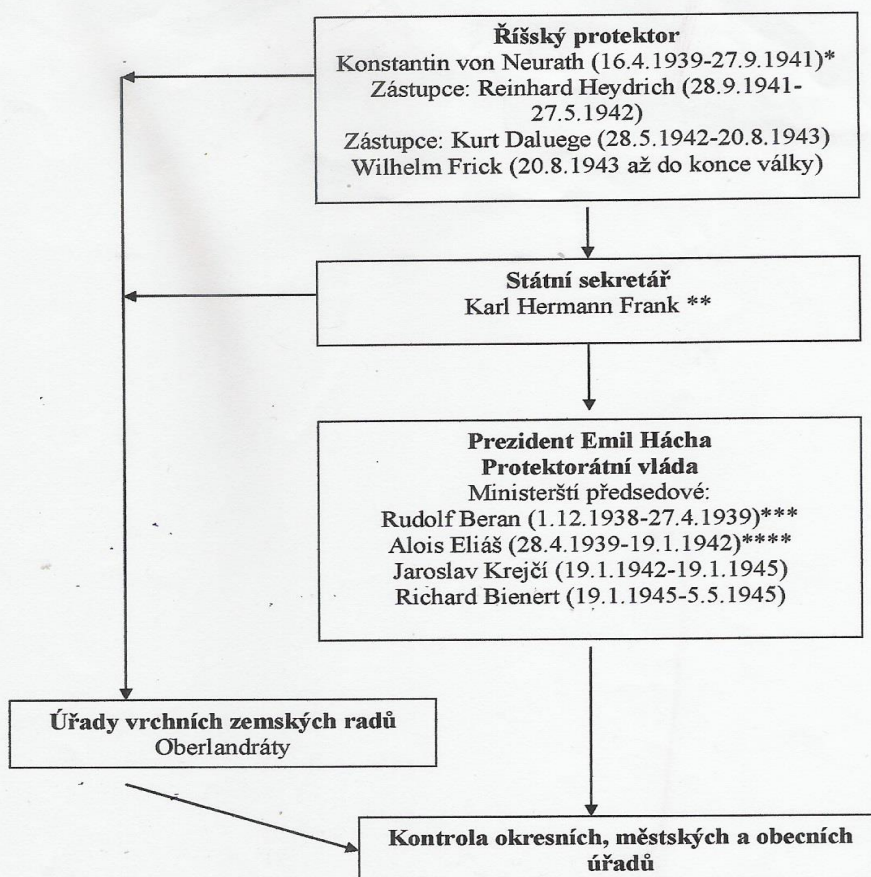 Říšský protektor
Konstantin von Neurath (16.4.1939-27.9.1941)*
Zástupce: Reinhard Heydrich (28.9.1941-
27.5.1942)
Zástupce: Kurt Daluege (28.5.1942-20.8.1943)
Wilhelm Frick (20.8.1943 až do konce války)
Státní sekretář
Karl Hermann Frank **
Prezident Emil Hácha
Protektorátní vláda
Ministerští předsedové:
Rudolf Beran (1.12.1938-27.4.1939)***
Alois Eliáš (28.4.1939-19.1.1942)****
Jaroslav Krejčí (19.1.1942-19.1.1945)
Richard Bienert (19.1.1945-5.5.1945)
Úřady vrchních zemských radů
Oberlandráty
Kontrola okresních, městských a obecních
úřadů